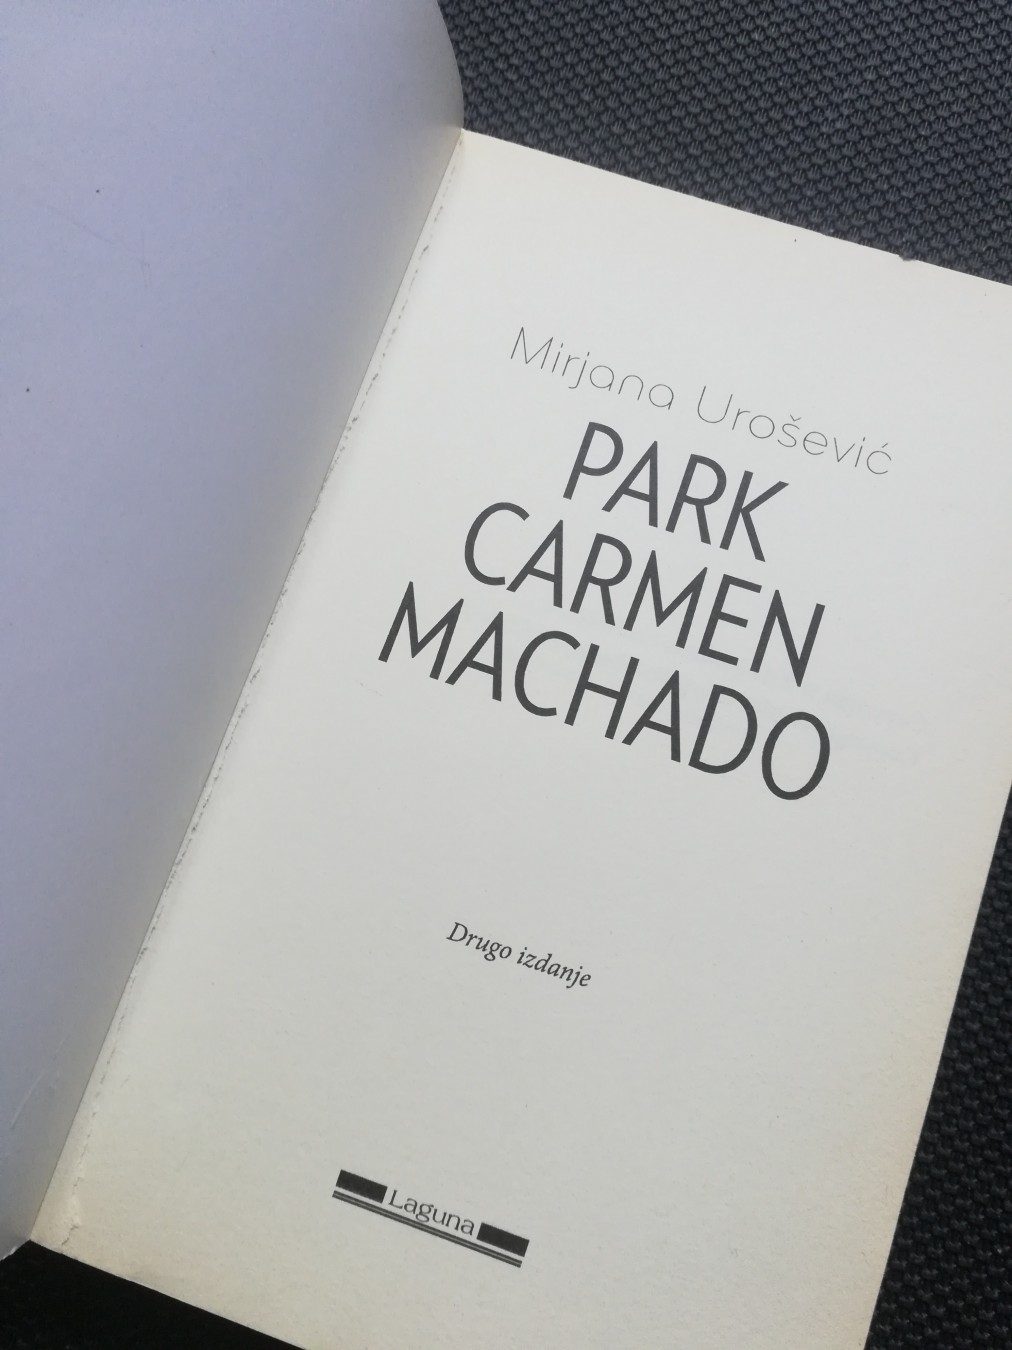 Mirjana Urošević
PARK
CARMEN
MACHADO
Drugo izdanje
Laguna